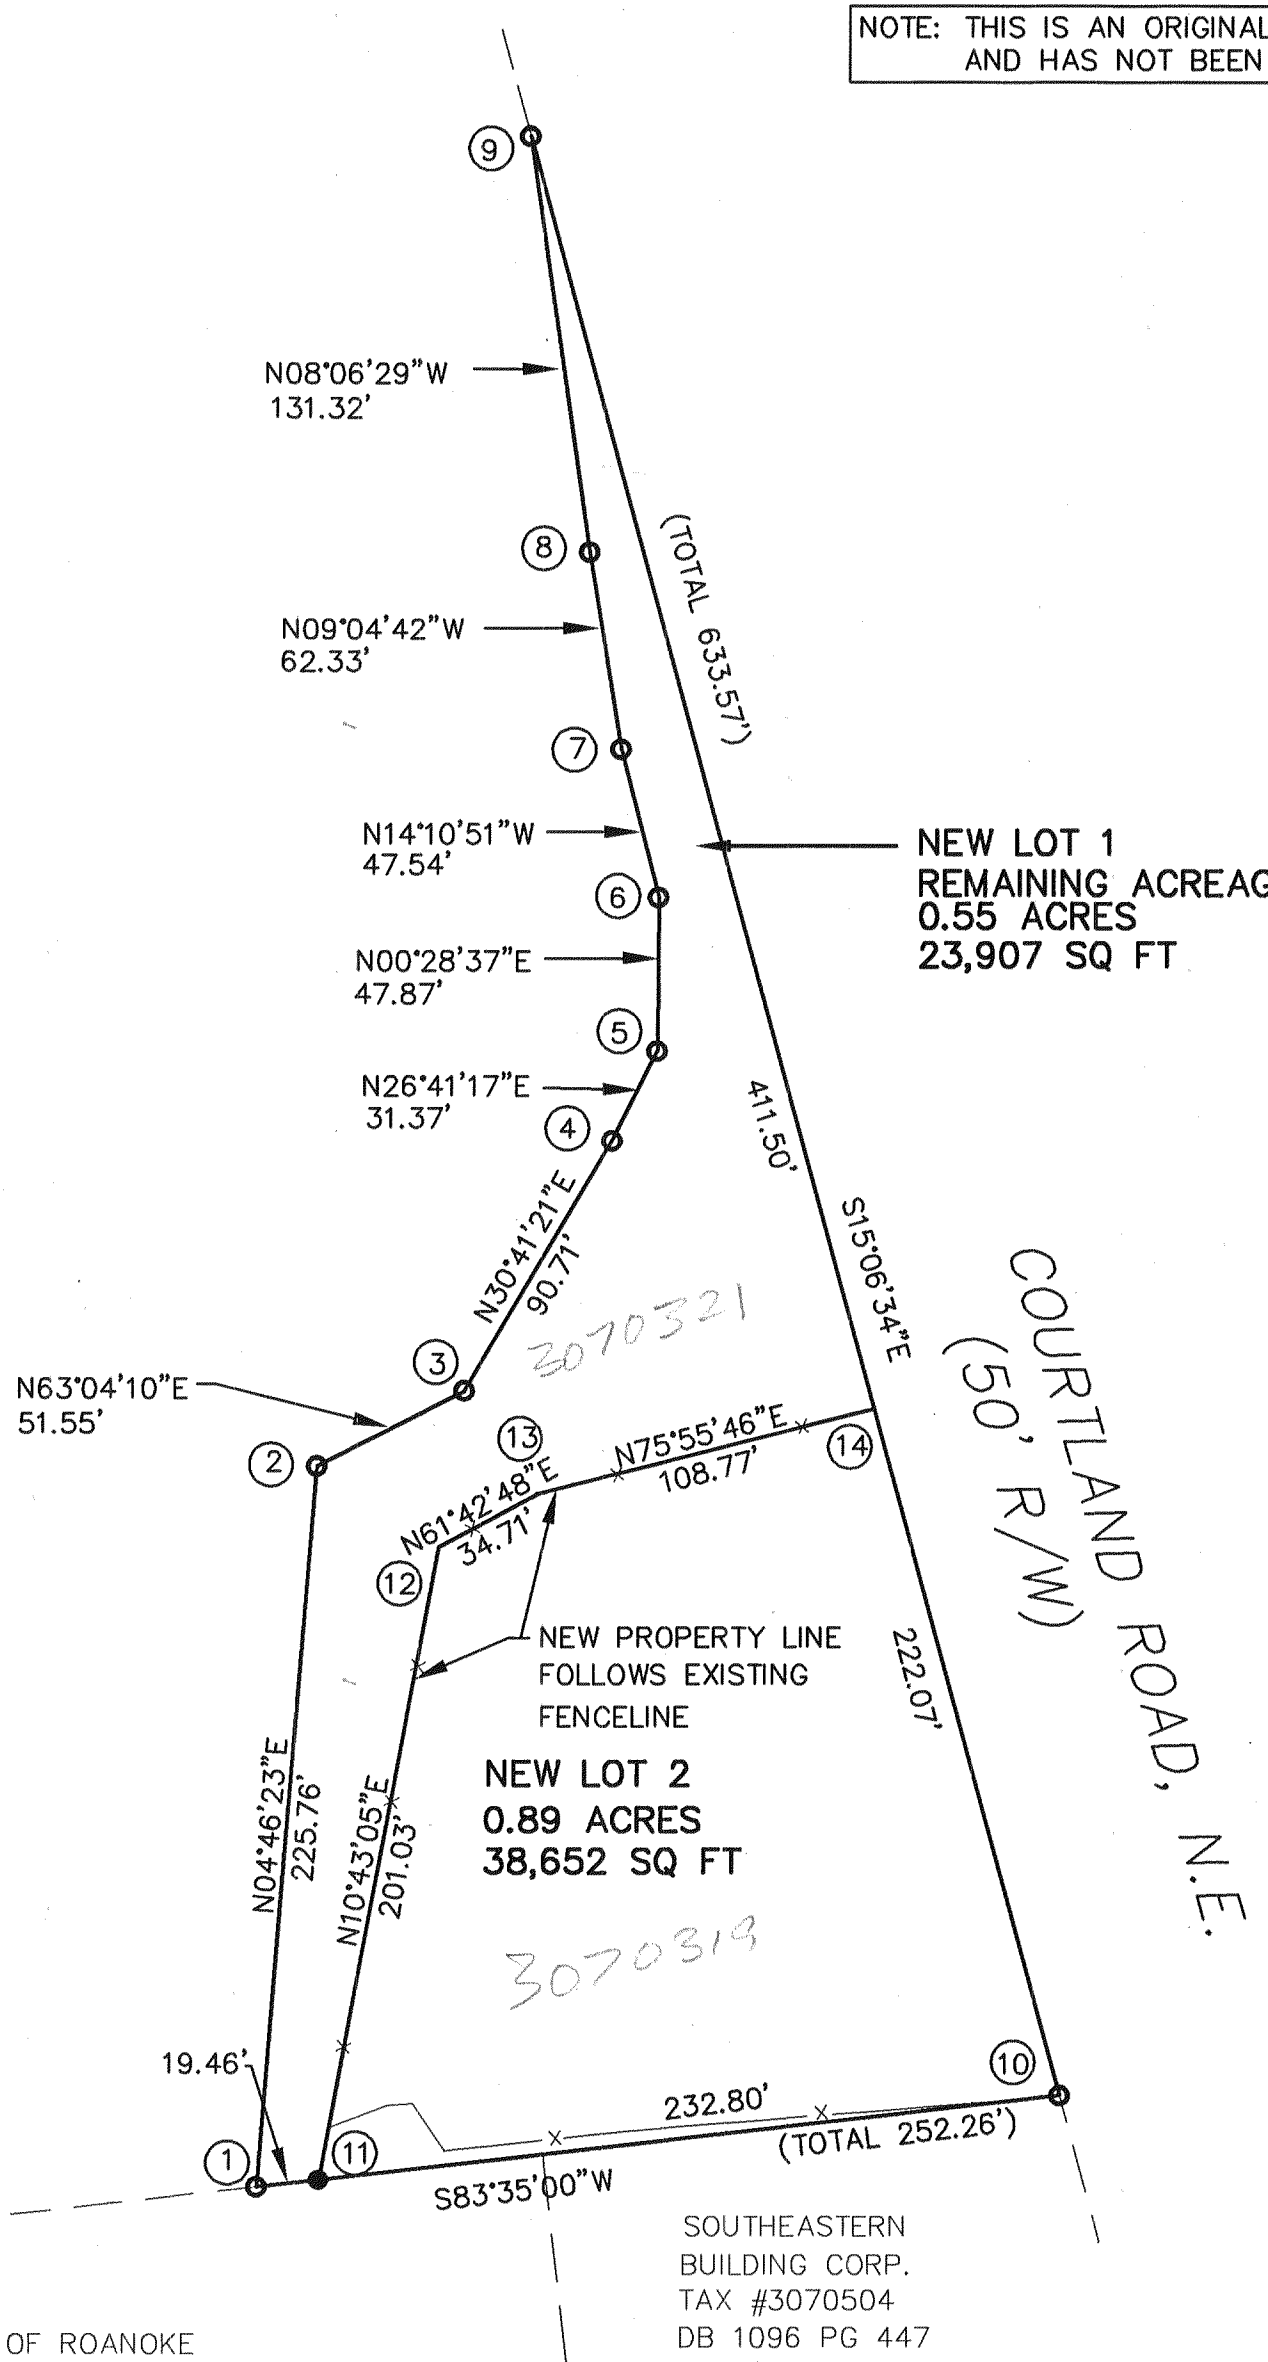 NOTE: THIS IS AN ORIGINAL
AND HAS NOT BEEN
9
N08°06'29"W
131.32'
8
(TOTAL 633.57')
N09°04'42"W
62.33'
7
N14°10'51"W
47.54'
NEW LOT 1
REMAINING ACREAG
0.55 ACRES
23,907 SQ FT
6
N00°28'37"E
47.87'
5
N26°41'17"E
31.37'
4
411.50'
S15°06'34"E
N30°41'21"E
90.71'
3070321
COURTLAND ROAD, N.E.
(50' R/W)
3
N63°04'10"E
51.55'
2
13
N75°55'46"E
108.77'
14
N61°42'48"E
34.71'
12
NEW PROPERTY LINE
FOLLOWS EXISTING
FENCELINE
222.07'
NEW LOT 2
0.89 ACRES
38,652 SQ FT
N04°46'23"E
225.76'
N10°43'05"E
201.03'
3070319
19.46'
10
232.80'
(TOTAL 252.26')
1
11
S83°35'00"W
SOUTHEASTERN
BUILDING CORP.
TAX #3070504
DB 1096 PG 447
OF ROANOKE